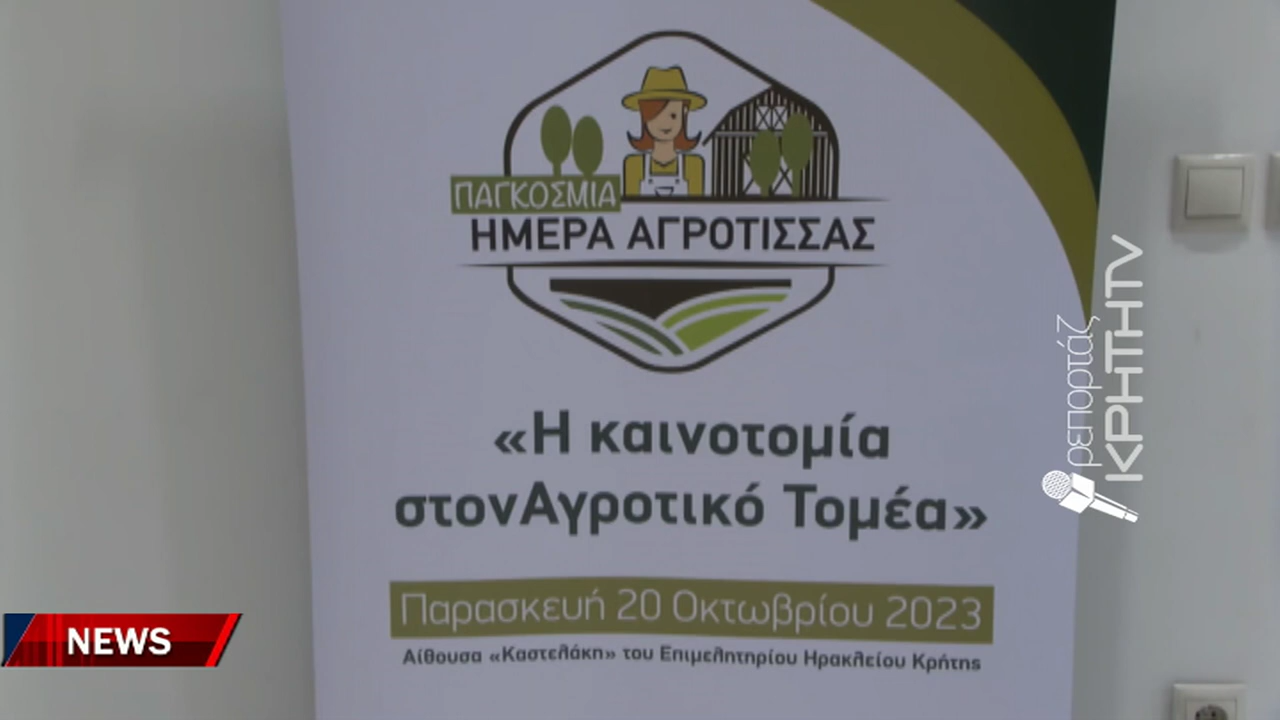 ΠΑΓΚΟΣΜΙΑ
ΗΜΕΡΑ ΑΓΡΟΤΙΣΣΑΣ
«Η καινοτομία
στονΑγροτικό Τομέα»
Παρασκευή 20 Οκτωβρίου 2023
Αίθουσα «Καστελάκη» του Επιμελητηρίου Ηρακλείου Κρήτης
ρεπορτάζ
ΚΡΗΤΗTV
NEWS